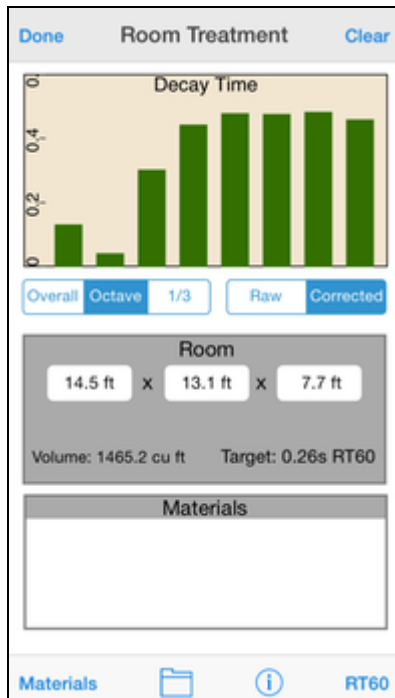 Done Room Treatment Clear
Decay Time
0.
0.4
0.2
0
Overall Octave 1/3 Raw Corrected
Room
14.5 ft x 13.1 ft x 7.7 ft
Volume: 1465.2 cu ft Target: 0.26s RT60
Materials
Materials RT60